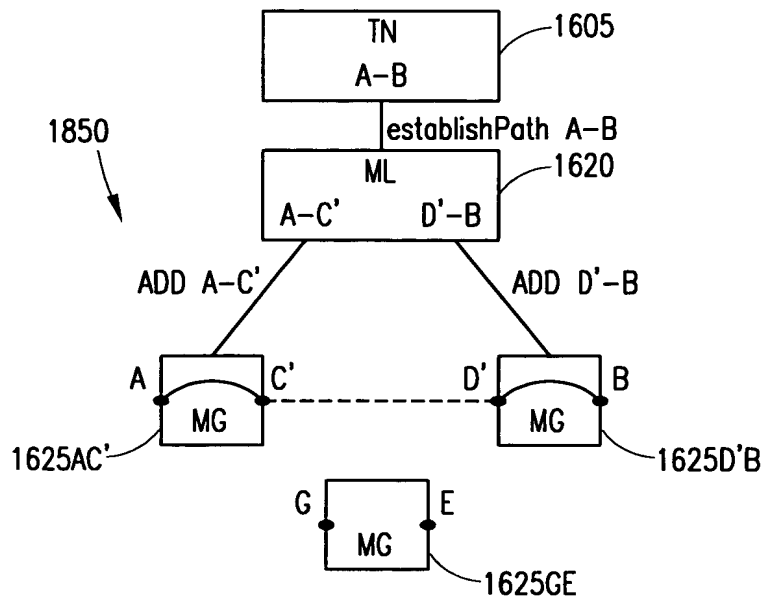 TN
1605
A-B
1850
establishPath A-B
ML
1620
A-C' D'-B
ADD A-C' ADD D'-B
A C' D' B
MG MG
1625AC' 1625D'B
G E
MG
1625GE